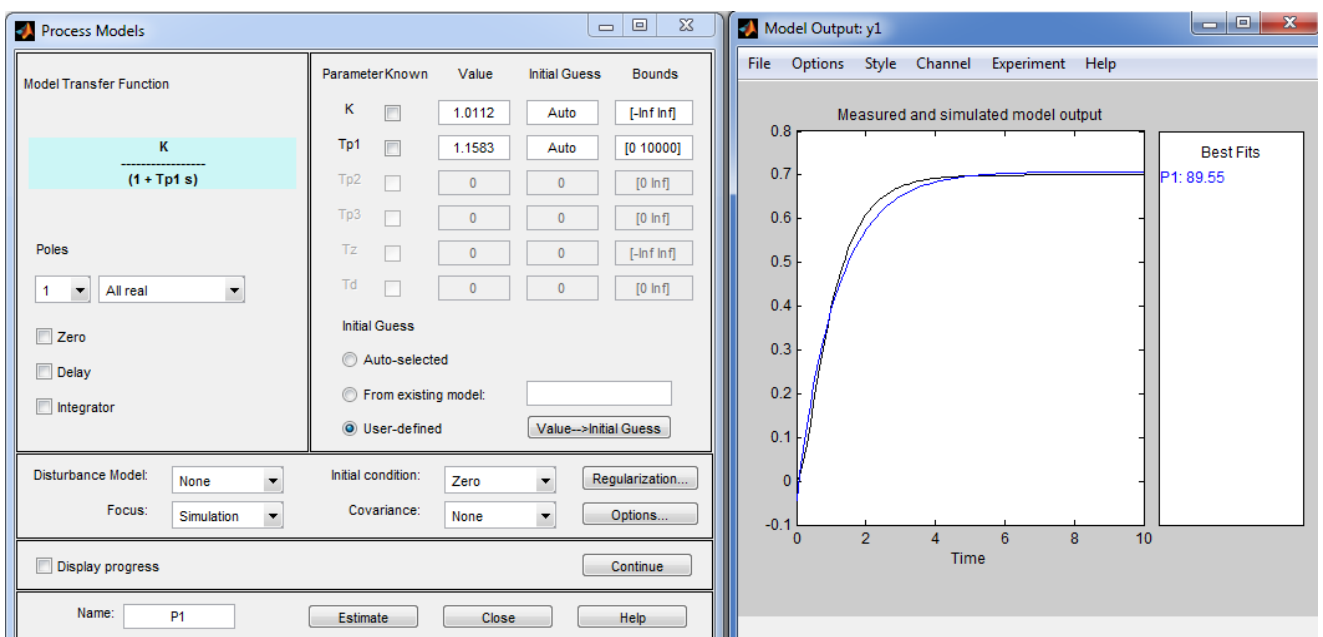 Process Models
Model Transfer Function
K
-----------------
(1 + Tp1 s)
Poles
1 All real
Zero
Delay
Integrator
Parameter Known Value Initial Guess Bounds
K 1.0112 Auto [-Inf Inf]
Tp1 1.1583 Auto [0 10000]
Tp2 0 0 [0 Inf]
Tp3 0 0 [0 Inf]
Tz 0 0 [-Inf Inf]
Td 0 0 [0 Inf]
Initial Guess
Auto-selected
From existing model:
User-defined Value-->Initial Guess
Disturbance Model: None Initial condition: Zero Regularization...
Focus: Simulation Covariance: None Options...
Display progress Continue
Name: P1 Estimate Close Help
Model Output: y1
File Options Style Channel Experiment Help
Measured and simulated model output
0.8
0.7
0.6
0.5
0.4
0.3
0.2
0.1
0
-0.1
0 2 4 6 8 10
Time
Best Fits
P1: 89.55